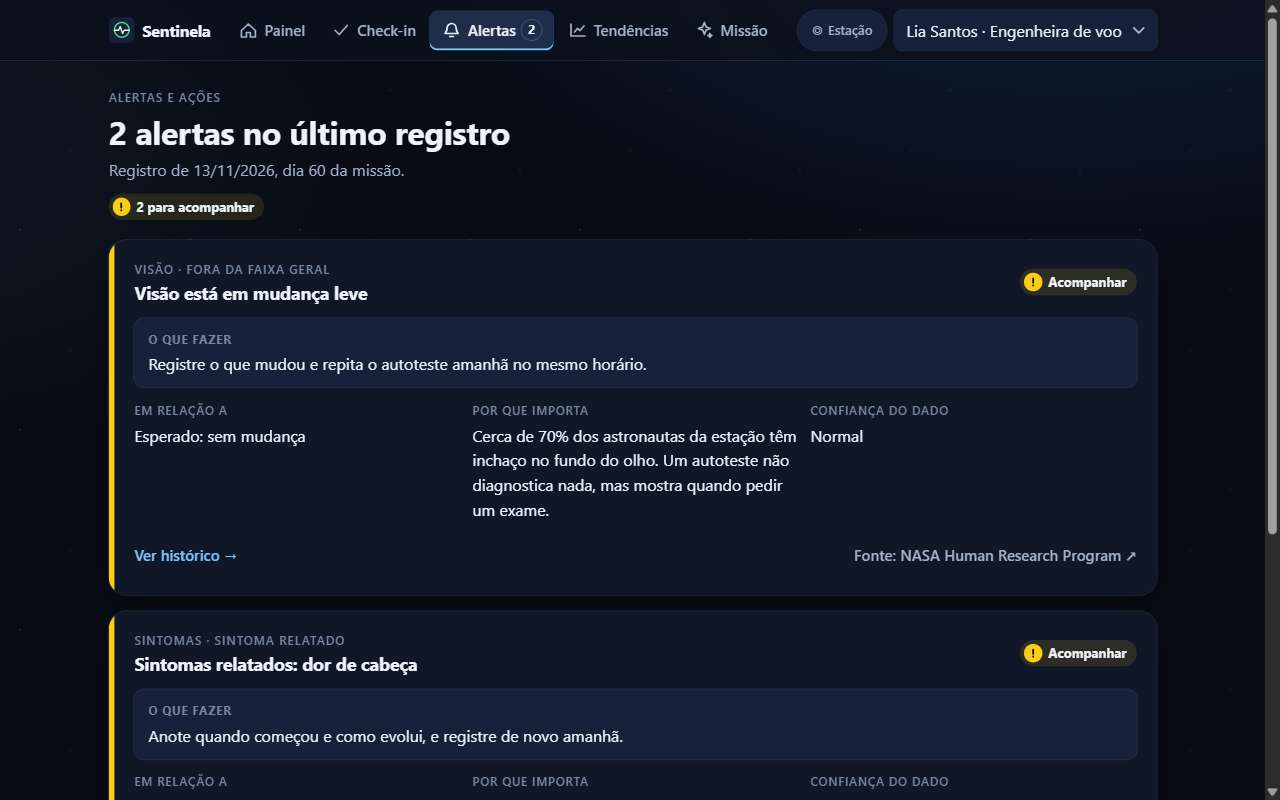 Sentinela
Painel
Check-in
Alertas 2
Tendências
Missão
Estação
Lia Santos · Engenheira de voo
ALERTAS E AÇÕES
2 alertas no último registro
Registro de 13/11/2026, dia 60 da missão.
! 2 para acompanhar
VISÃO · FORA DA FAIXA GERAL
Visão está em mudança leve
! Acompanhar
O QUE FAZER
Registre o que mudou e repita o autoteste amanhã no mesmo horário.
EM RELAÇÃO A
Esperado: sem mudança
POR QUE IMPORTA
Cerca de 70% dos astronautas da estação têm
inchaço no fundo do olho. Um autoteste não
diagnostica nada, mas mostra quando pedir
um exame.
CONFIANÇA DO DADO
Normal
Ver histórico →
Fonte: NASA Human Research Program ↗
SINTOMAS · SINTOMA RELATADO
Sintomas relatados: dor de cabeça
! Acompanhar
O QUE FAZER
Anote quando começou e como evolui, e registre de novo amanhã.
EM RELAÇÃO A
POR QUE IMPORTA
CONFIANÇA DO DADO